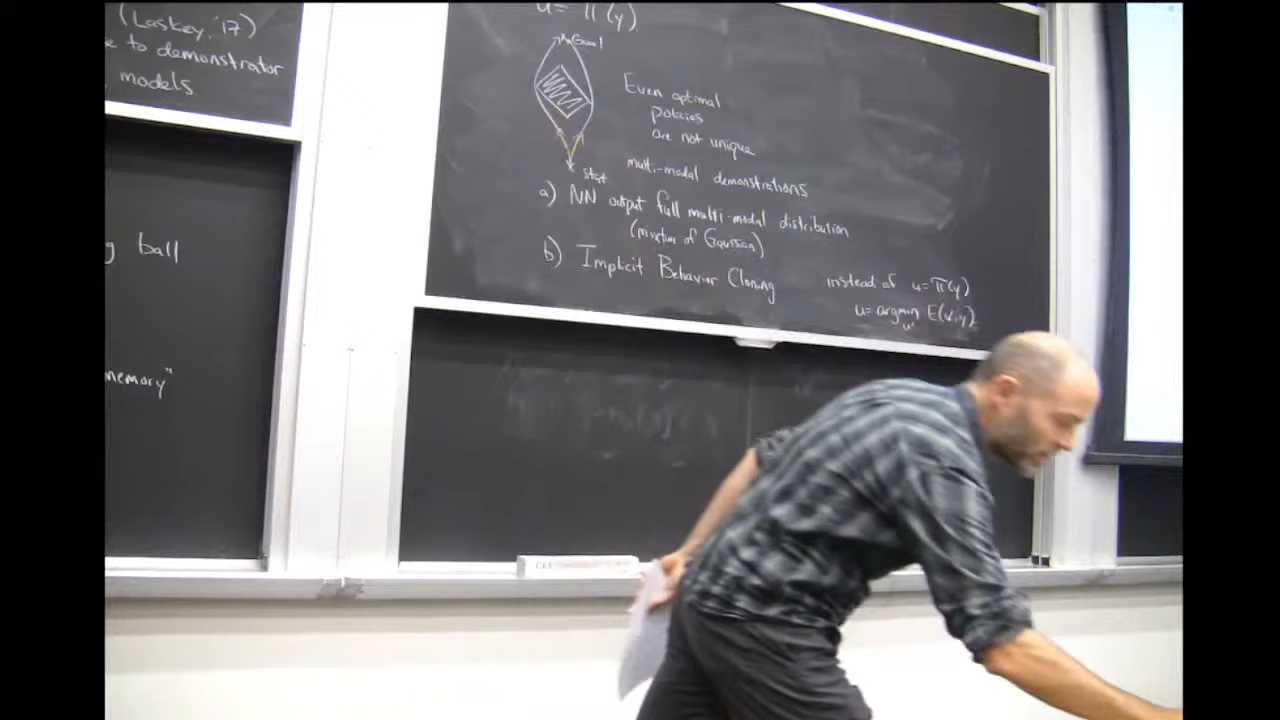 (Laskey, '17)
e to demonstrator
models
g ball
memory"
u = π(y)
Goal
start
Even optimal
policies
are not unique
multi-modal demonstrations
a) NN output full multi-modal distribution
(mixture of Gaussian)
b) Implicit Behavior Cloning
instead of u = π(y)
u = argmin E(u', y)
u'